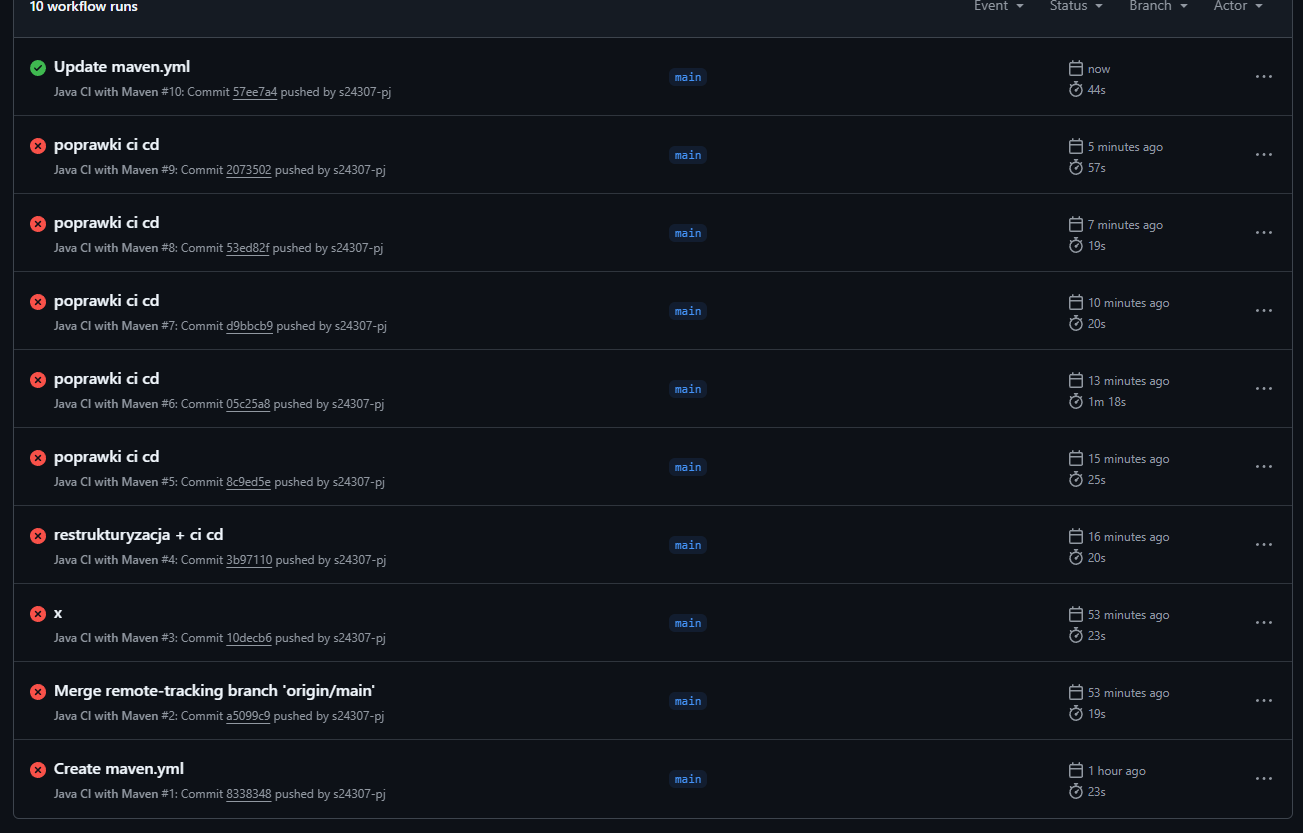 10 workflow runs
Event Status Branch Actor
Update maven.yml
Java CI with Maven #10: Commit 57ee7a4 pushed by s24307-pj
main
now
44s
poprawki ci cd
Java CI with Maven #9: Commit 2073502 pushed by s24307-pj
main
5 minutes ago
57s
poprawki ci cd
Java CI with Maven #8: Commit 53ed82f pushed by s24307-pj
main
7 minutes ago
19s
poprawki ci cd
Java CI with Maven #7: Commit d9bbcb9 pushed by s24307-pj
main
10 minutes ago
20s
poprawki ci cd
Java CI with Maven #6: Commit 05c25a8 pushed by s24307-pj
main
13 minutes ago
1m 18s
poprawki ci cd
Java CI with Maven #5: Commit 8c9ed5e pushed by s24307-pj
main
15 minutes ago
25s
restrukturyzacja + ci cd
Java CI with Maven #4: Commit 3b97110 pushed by s24307-pj
main
16 minutes ago
20s
x
Java CI with Maven #3: Commit 10decb6 pushed by s24307-pj
main
53 minutes ago
23s
Merge remote-tracking branch 'origin/main'
Java CI with Maven #2: Commit a5099c9 pushed by s24307-pj
main
53 minutes ago
19s
Create maven.yml
Java CI with Maven #1: Commit 8338348 pushed by s24307-pj
main
1 hour ago
23s